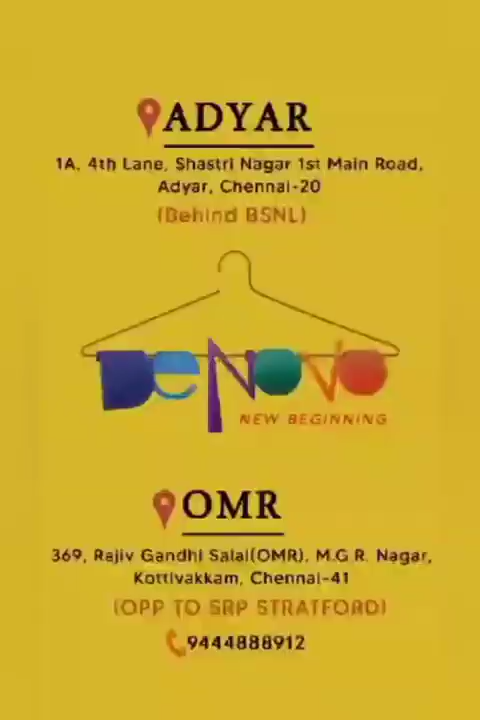 ADYAR
1A, 4th Lane, Shastri Nagar 1st Main Road,
Adyar, Chennai-20
(Behind BSNL)
DeNovo
NEW BEGINNING
OMR
369, Rajiv Gandhi Salai(OMR), M.G.R. Nagar,
Kottivakkam, Chennai-41
(OPP TO SRP STRATFORD)
9444888912